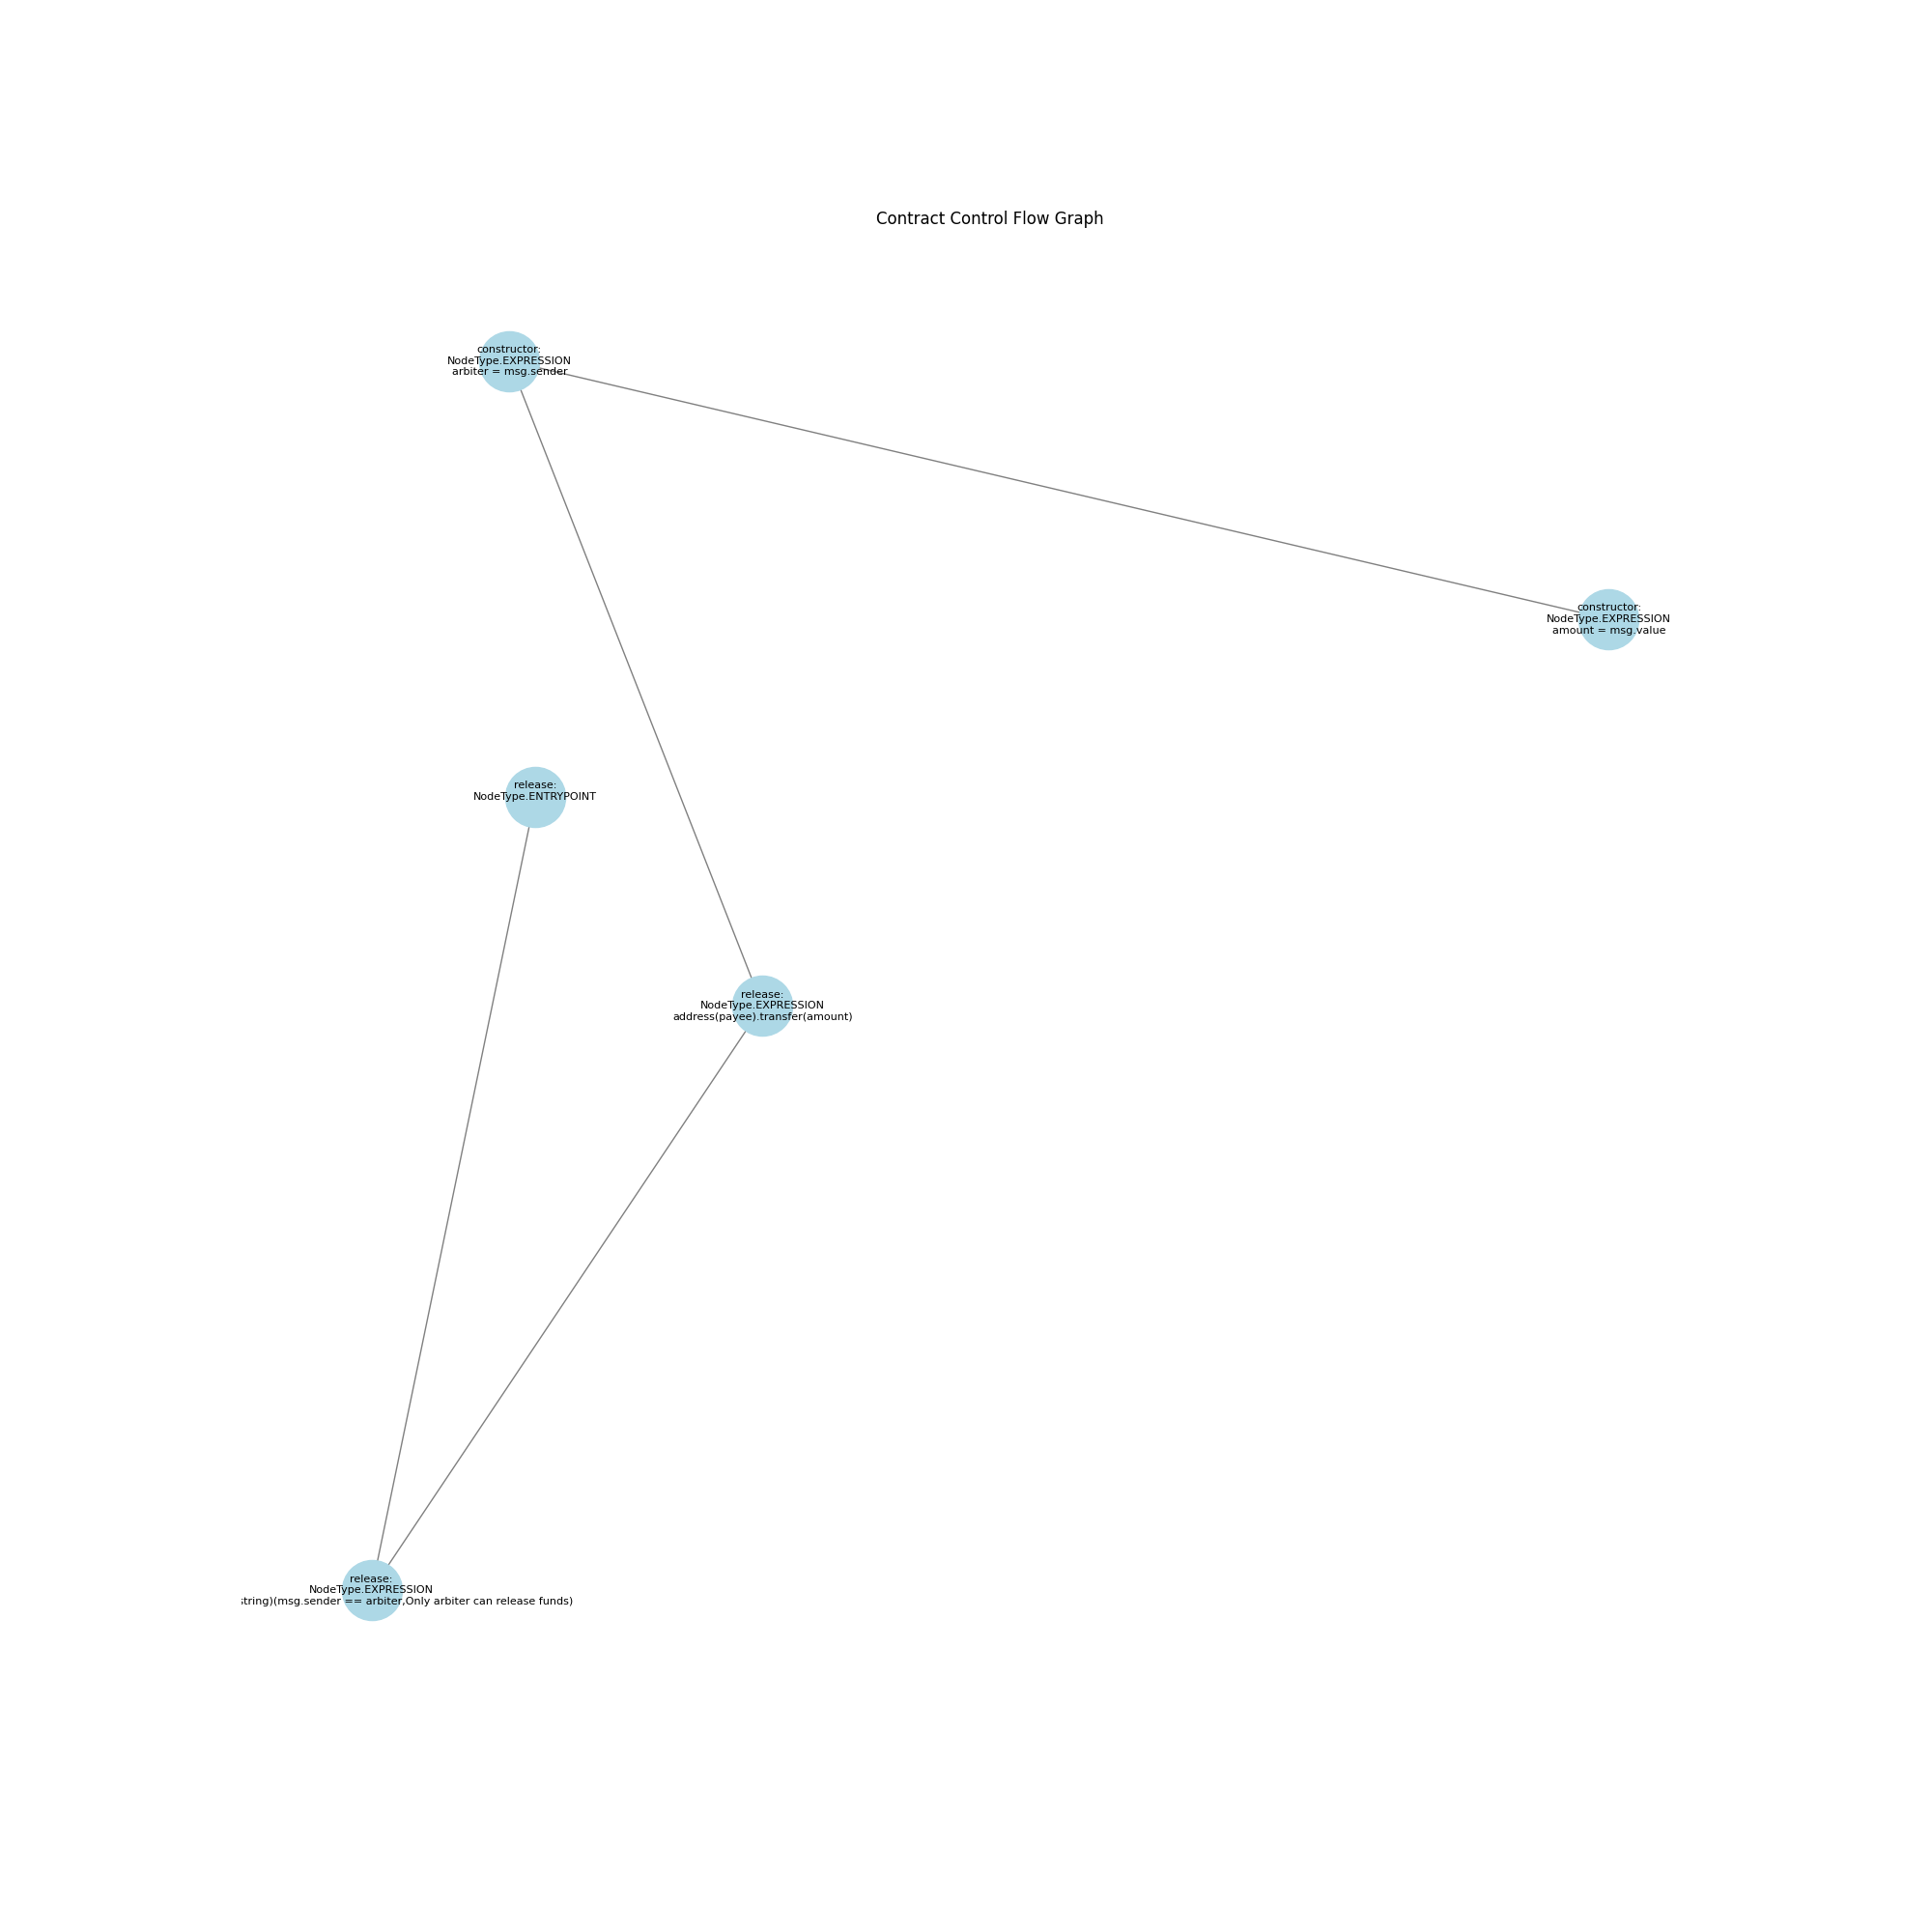 Contract Control Flow Graph
constructor:
NodeType.EXPRESSION
arbiter = msg.sender
constructor:
NodeType.EXPRESSION
amount = msg.value
release:
NodeType.ENTRYPOINT
release:
NodeType.EXPRESSION
address(payee).transfer(amount)
release:
NodeType.EXPRESSION
string)(msg.sender == arbiter,Only arbiter can release funds)